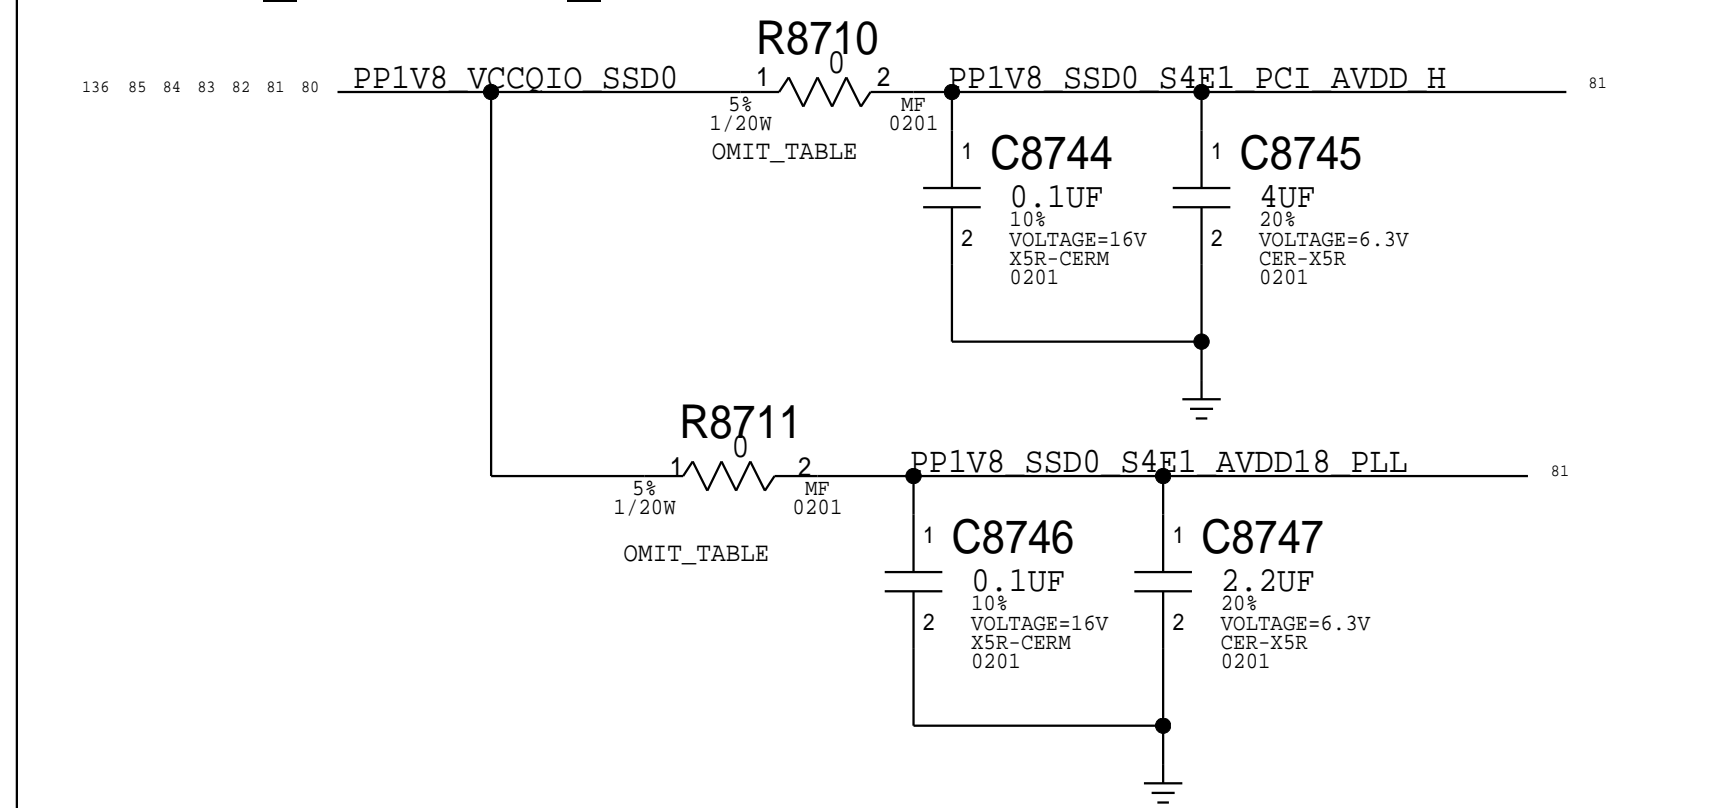 R8710
136 85 84 83 82 81 80 PP1V8_VCCQIO_SSD0 1 0 2 PP1V8_SSD0_S4E1_PCI_AVDD_H 81
5% MF
1/20W 0201
OMIT_TABLE
1 C8744 1 C8745
0.1UF 4UF
10% 20%
2 VOLTAGE=16V 2 VOLTAGE=6.3V
X5R-CERM CER-X5R
0201 0201
R8711
0
1 2 PP1V8_SSD0_S4E1_AVDD18_PLL 81
5% MF
1/20W 0201
OMIT_TABLE
1 C8746 1 C8747
0.1UF 2.2UF
10% 20%
2 VOLTAGE=16V 2 VOLTAGE=6.3V
X5R-CERM CER-X5R
0201 0201